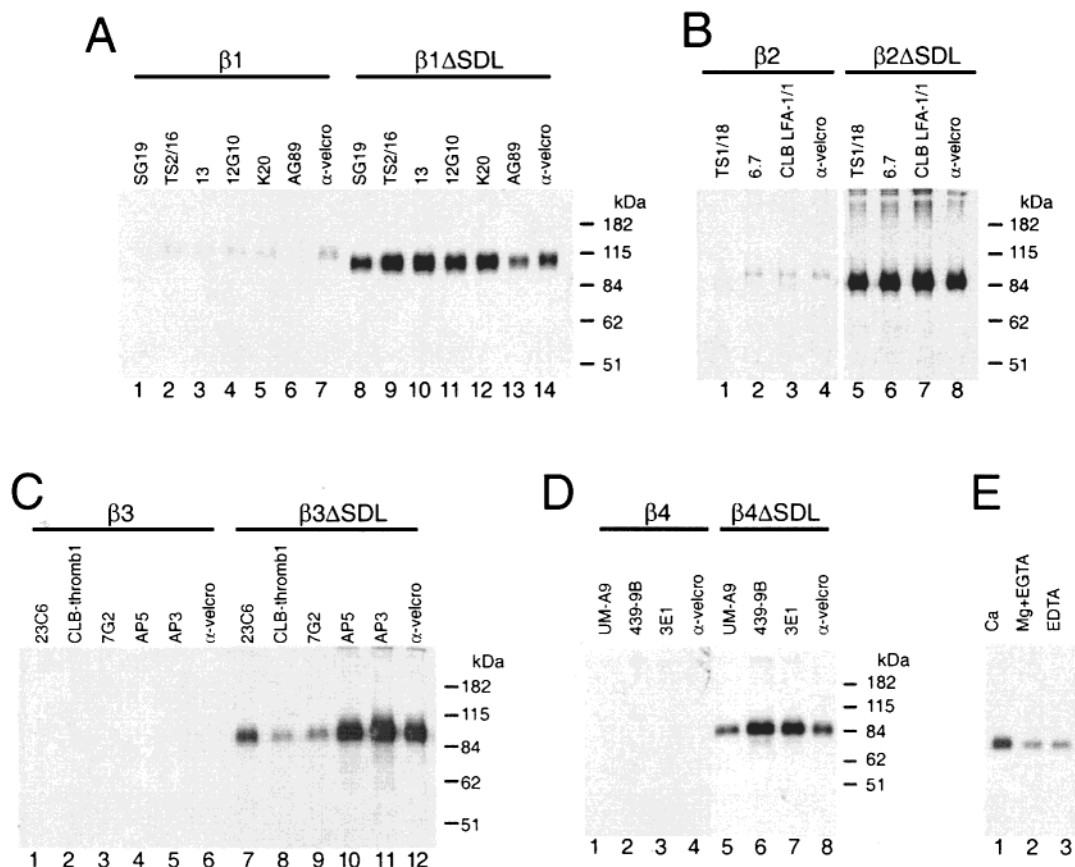 A
β1 β1ΔSDL
SG19 TS2/16 13 12G10 K20 AG89 α-velcro SG19 TS2/16 13 12G10 K20 AG89 α-velcro
kDa
182
115
84
62
51
1 2 3 4 5 6 7 8 9 10 11 12 13 14
B
β2 β2ΔSDL
TS1/18 6.7 CLB LFA-1/1 α-velcro TS1/18 6.7 CLB LFA-1/1 α-velcro
kDa
182
115
84
62
51
1 2 3 4 5 6 7 8
C
β3 β3ΔSDL
23C6 CLB-thromb1 7G2 AP5 AP3 α-velcro 23C6 CLB-thromb1 7G2 AP5 AP3 α-velcro
kDa
182
115
84
62
51
1 2 3 4 5 6 7 8 9 10 11 12
D
β4 β4ΔSDL
UM-A9 439-9B 3E1 α-velcro UM-A9 439-9B 3E1 α-velcro
kDa
182
115
84
62
51
1 2 3 4 5 6 7 8
E
Ca Mg+EGTA EDTA
1 2 3